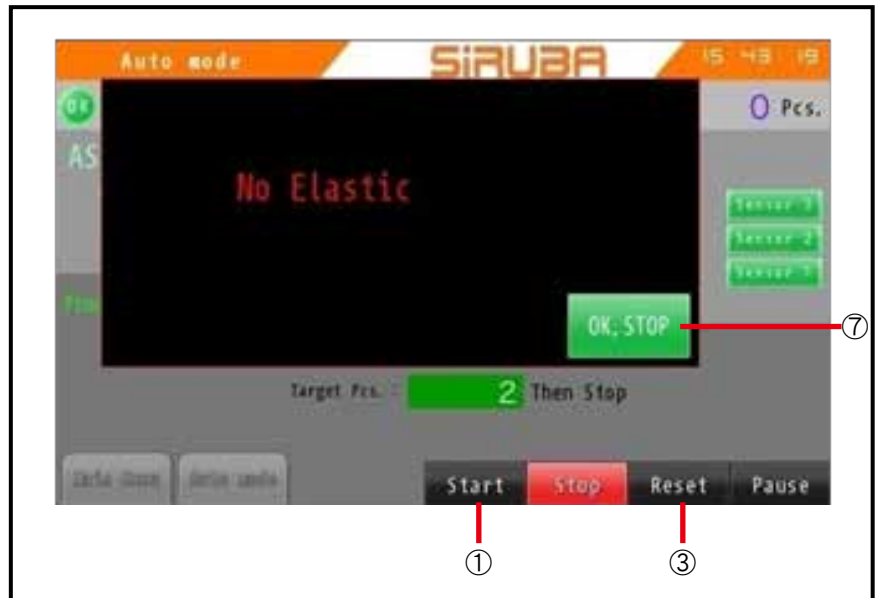 Auto mode
SiRUBA
15 43 19
OK
0 Pcs.
AS
No Elastic
Sensor 3
Sensor 2
Sensor 1
OK, STOP
⑦
Target Pcs. :
2 Then Stop
Start
Stop
Reset
Pause
①
③